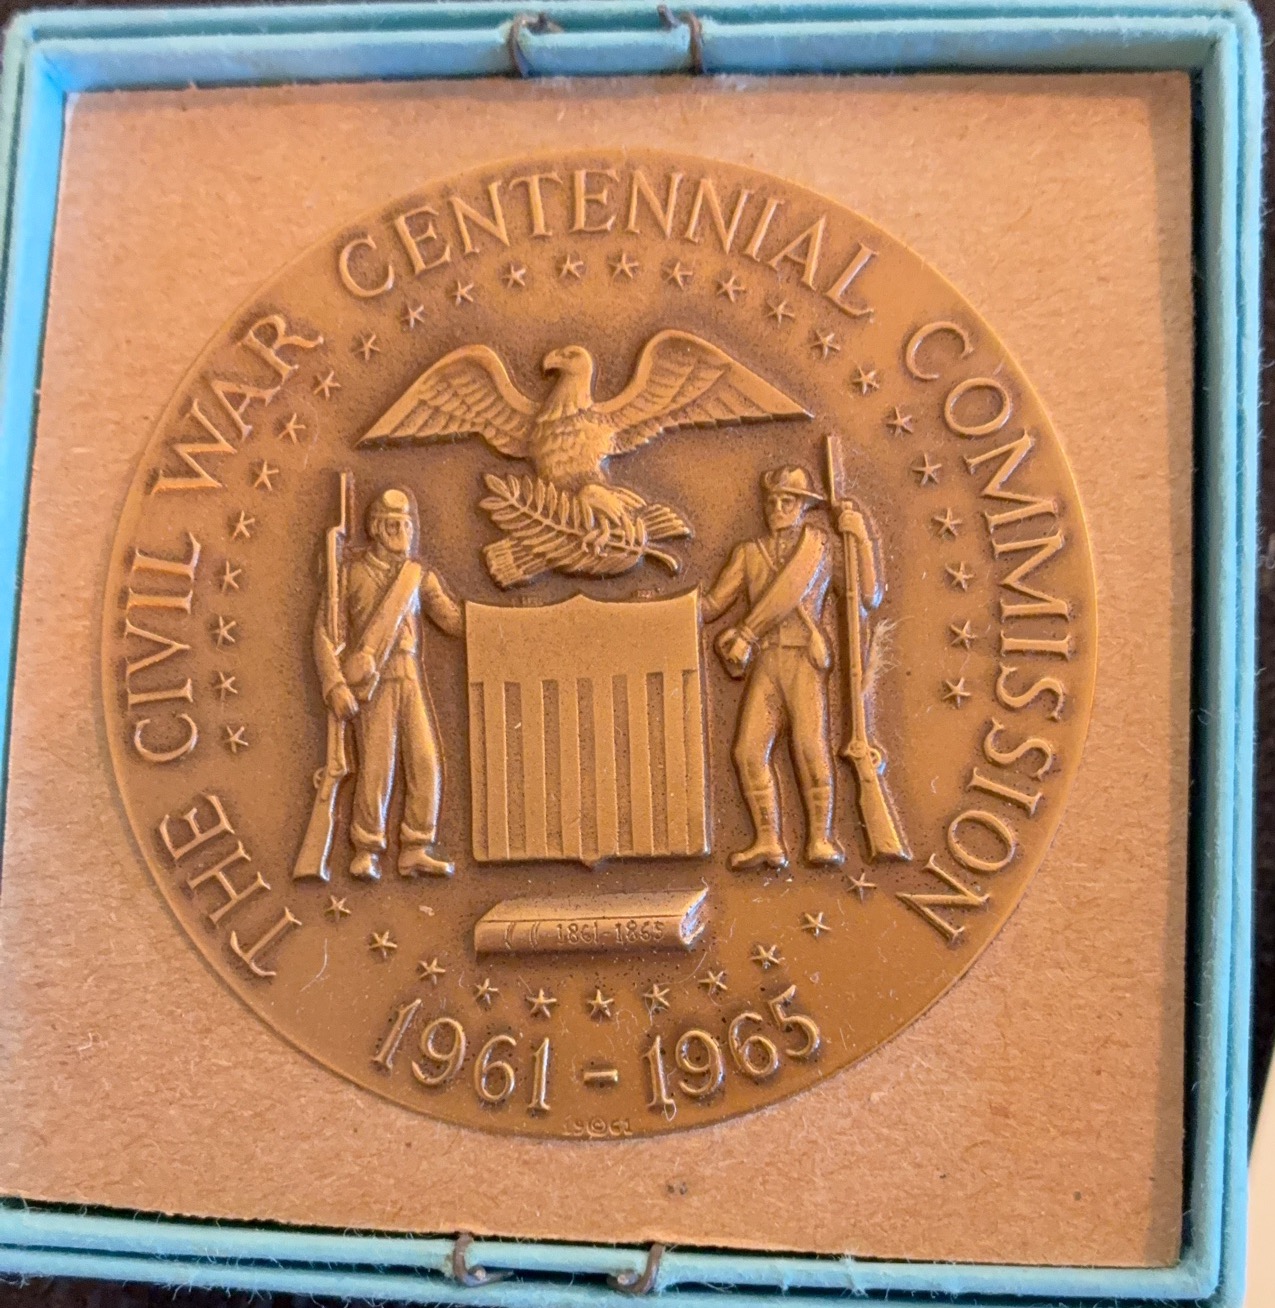 THE CIVIL WAR CENTENNIAL COMMISSION
1861-1865
1961-1965
19©61